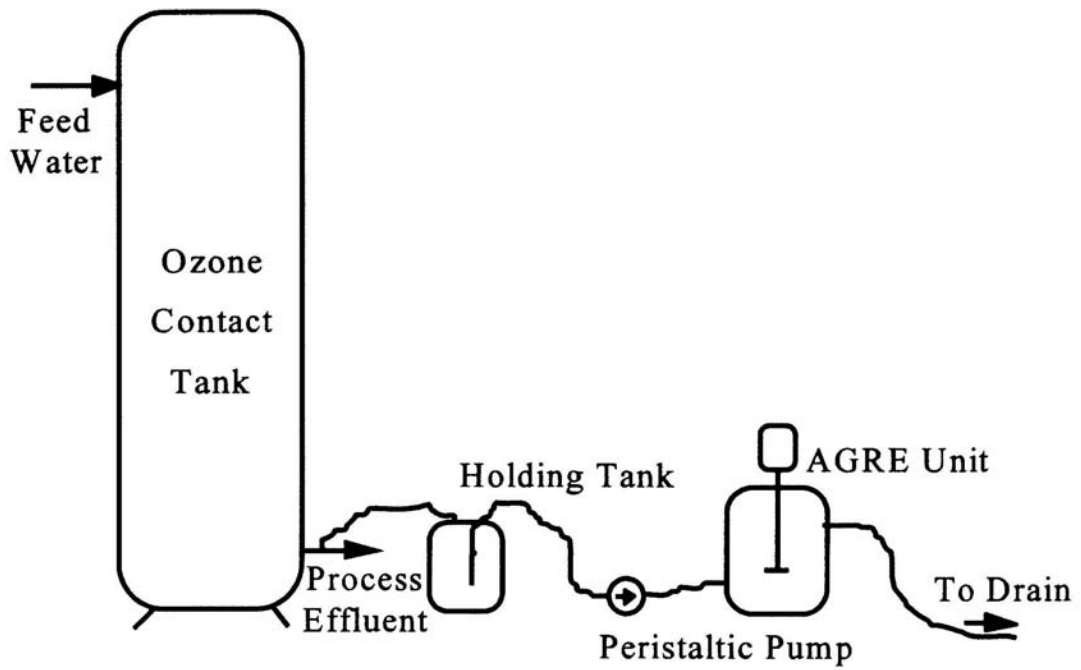 Feed
Water
Ozone
Contact
Tank
Process
Effluent
Holding Tank
Peristaltic Pump
AGRE Unit
To Drain